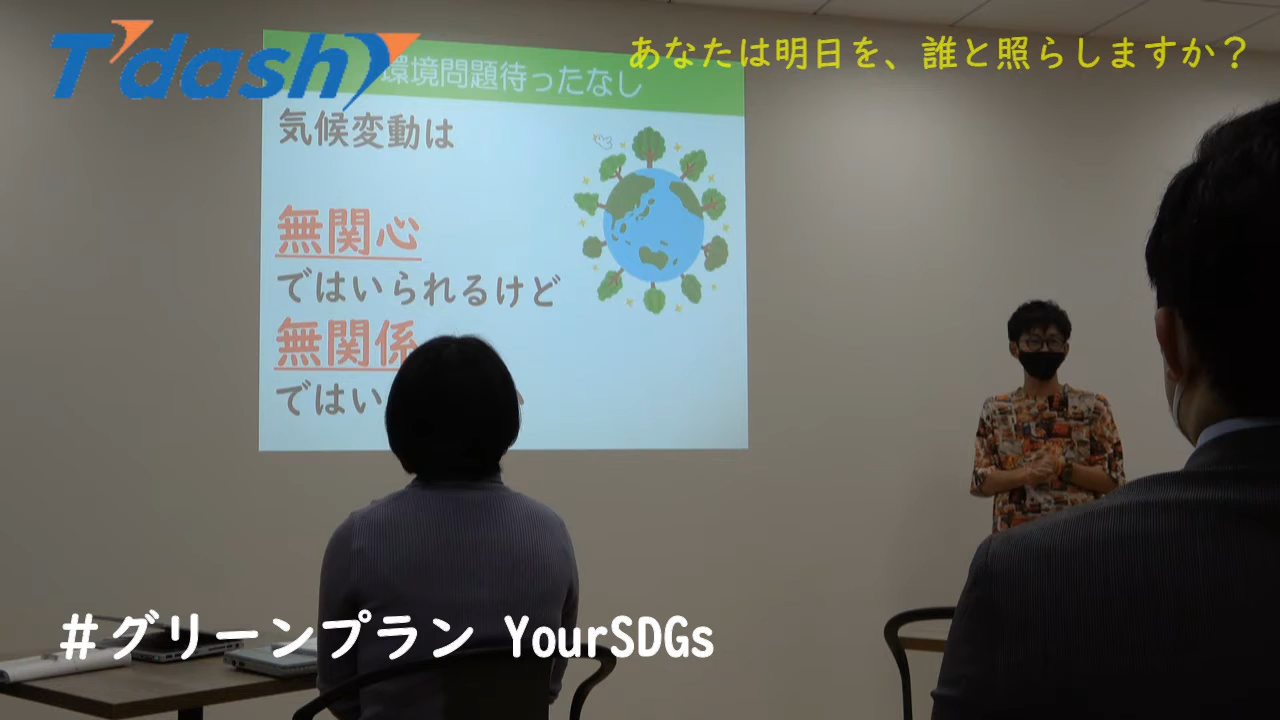 T'dash
あなたは明日を、誰と照らしますか？
環境問題待ったなし
気候変動は
無関心
ではいられるけど
無関係
ではい
#グリーンプラン YourSDGs